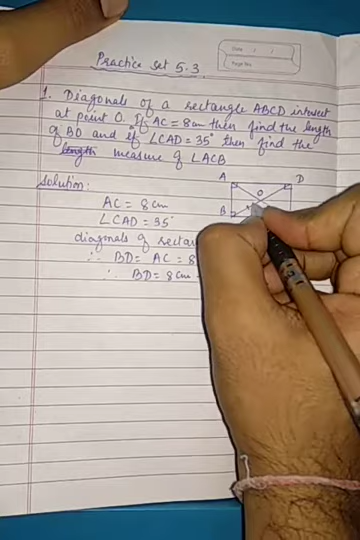 Practice Set 5.3
Date / /
Page No.
1. Diagonals of a rectangle ABCD intersect
at point O. If AC = 8cm then find the length
of BO and if ∠CAD = 35° then find the
measure of ∠ACB
Solution:
A D
O
B
AC = 8cm
∠CAD = 35°
diagonals of rectan
∴ BD = AC = 8
∴ BD = 8cm